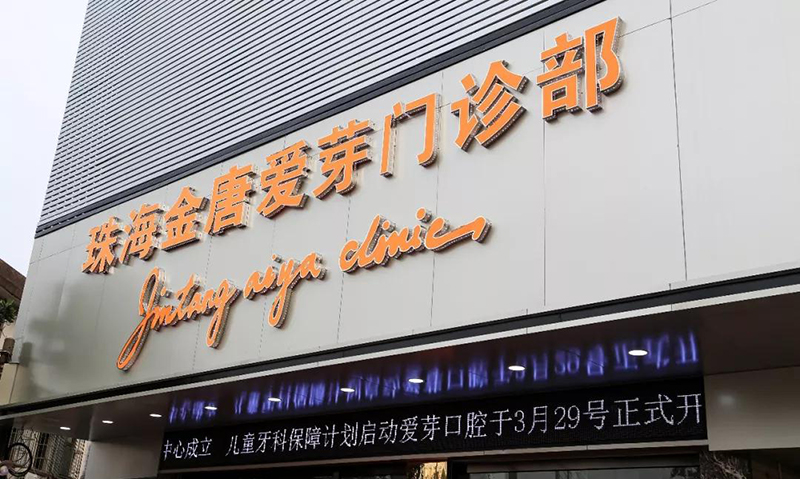 珠海金唐爱芽门诊部
Jintang aiya clinic
中心成立 儿童牙科保障计划启动爱芽口腔于3月29号正式开